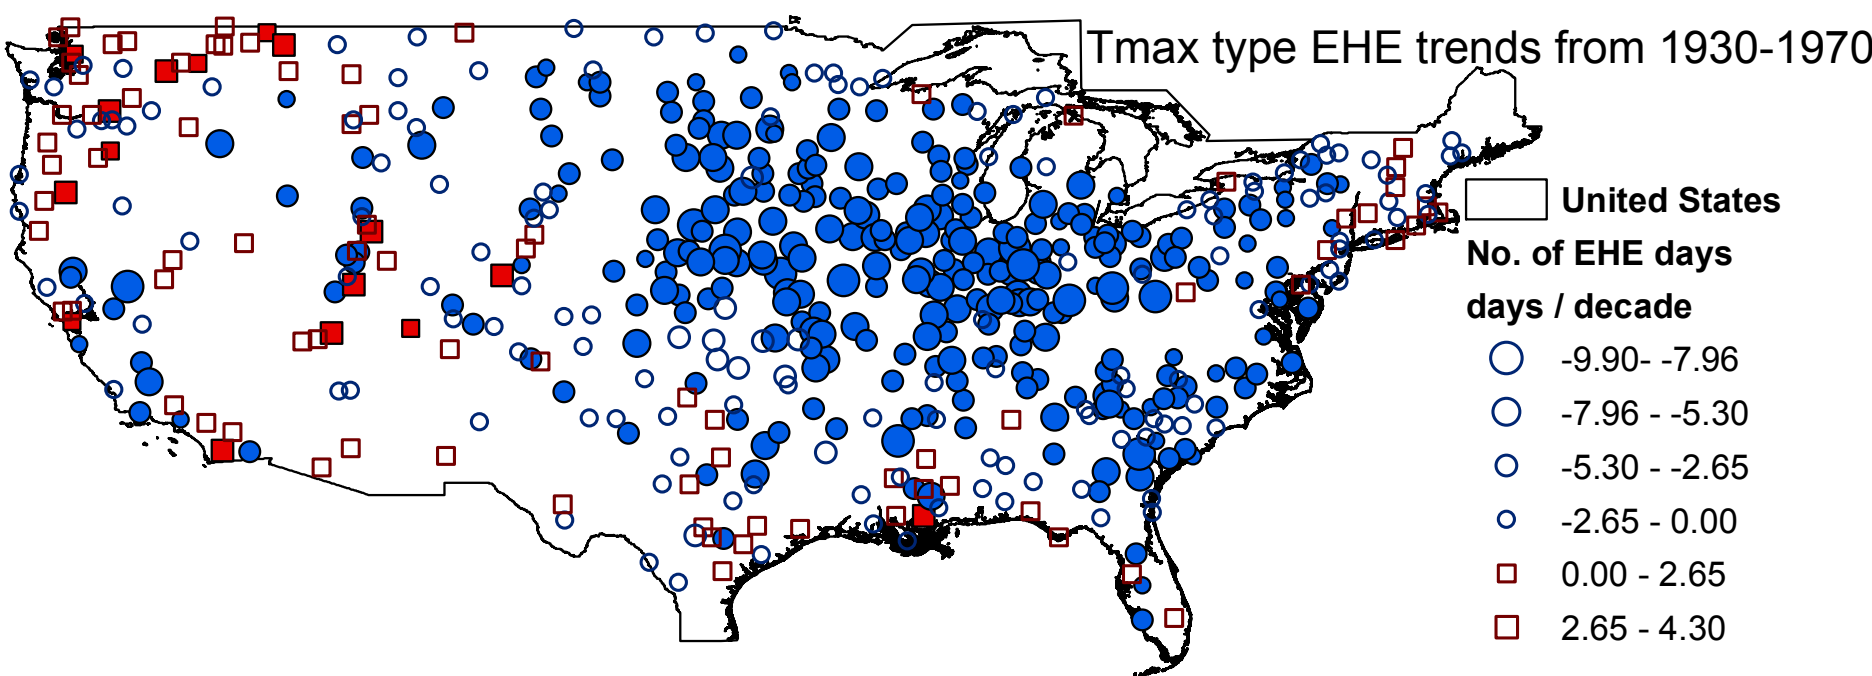 Tmax type EHE trends from 1930-1970
United States
No. of EHE days
days / decade
-9.90- -7.96
-7.96 - -5.30
-5.30 - -2.65
-2.65 - 0.00
0.00 - 2.65
2.65 - 4.30